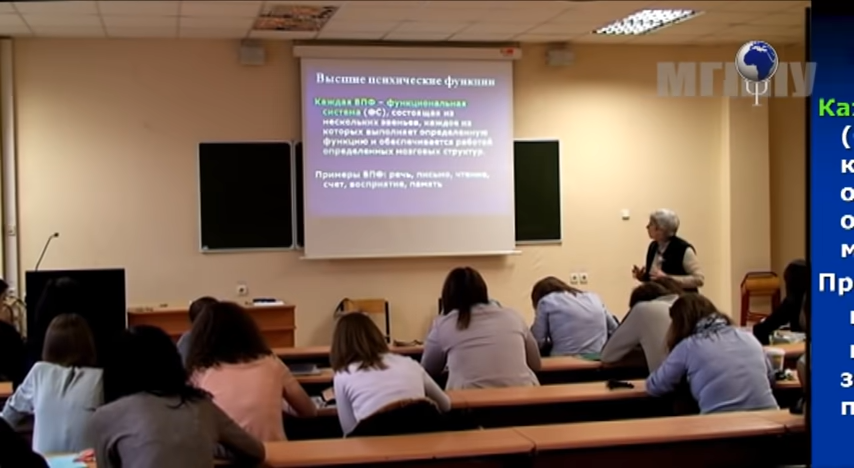 МГППУ
Высшие психические функции
Каждая ВПФ – функциональная
система (ФС), состоящая из
нескольких звеньев, каждое из
которых выполняет определенную
функцию и обеспечивается работой
определенных мозговых структур.
Примеры ВПФ: речь, письмо, чтение,
счет, восприятие, память
Ка
(
к
о
о
м
Пр
з
п